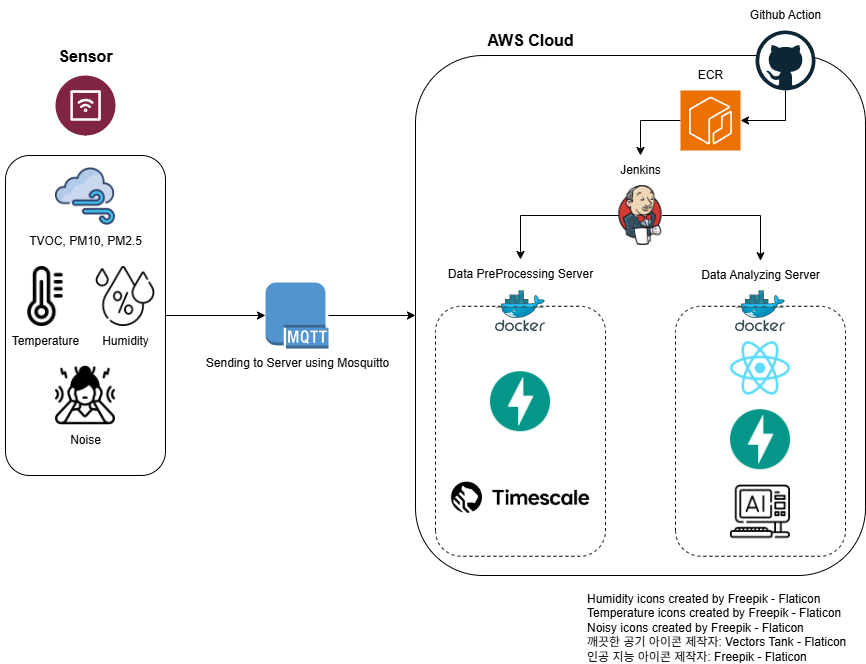 Github Action
AWS Cloud
Sensor
ECR
Jenkins
TVOC, PM10, PM2.5
Temperature
Humidity
Noise
MQTT
Sending to Server using Mosquitto
Data PreProcessing Server
docker
Timescale
Data Analyzing Server
docker
AI
Humidity icons created by Freepik - Flaticon
Temperature icons created by Freepik - Flaticon
Noisy icons created by Freepik - Flaticon
깨끗한 공기 아이콘 제작자: Vectors Tank - Flaticon
인공 지능 아이콘 제작자: Freepik - Flaticon